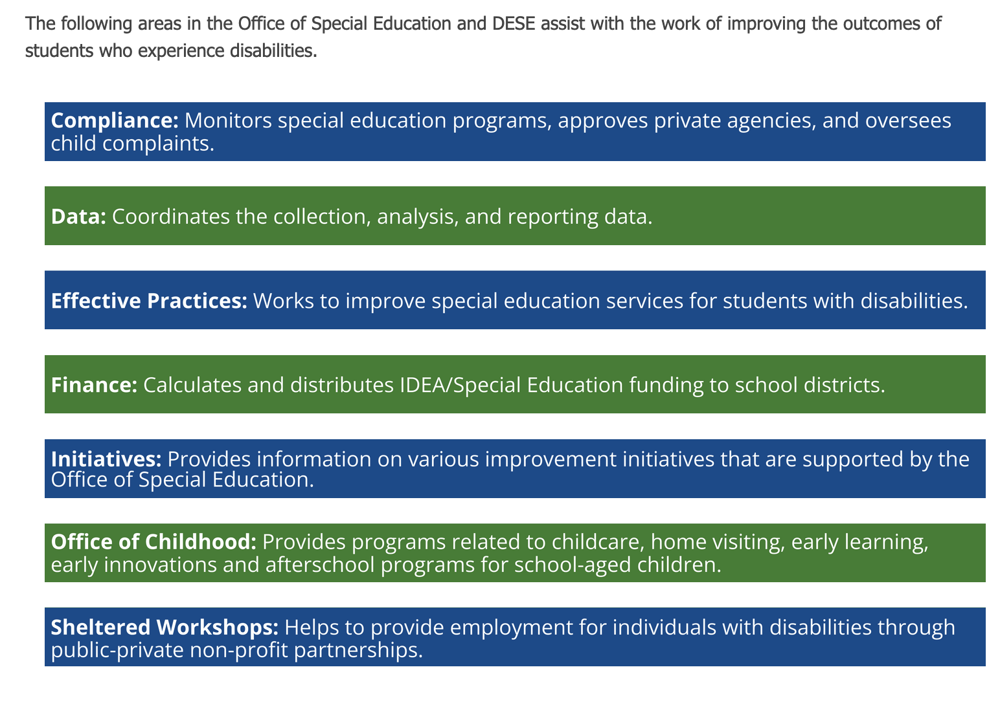 The following areas in the Office of Special Education and DESE assist with the work of improving the outcomes of
students who experience disabilities.
Compliance: Monitors special education programs, approves private agencies, and oversees
child complaints.
Data: Coordinates the collection, analysis, and reporting data.
Effective Practices: Works to improve special education services for students with disabilities.
Finance: Calculates and distributes IDEA/Special Education funding to school districts.
Initiatives: Provides information on various improvement initiatives that are supported by the
Office of Special Education.
Office of Childhood: Provides programs related to childcare, home visiting, early learning,
early innovations and afterschool programs for school-aged children.
Sheltered Workshops: Helps to provide employment for individuals with disabilities through
public-private non-profit partnerships.